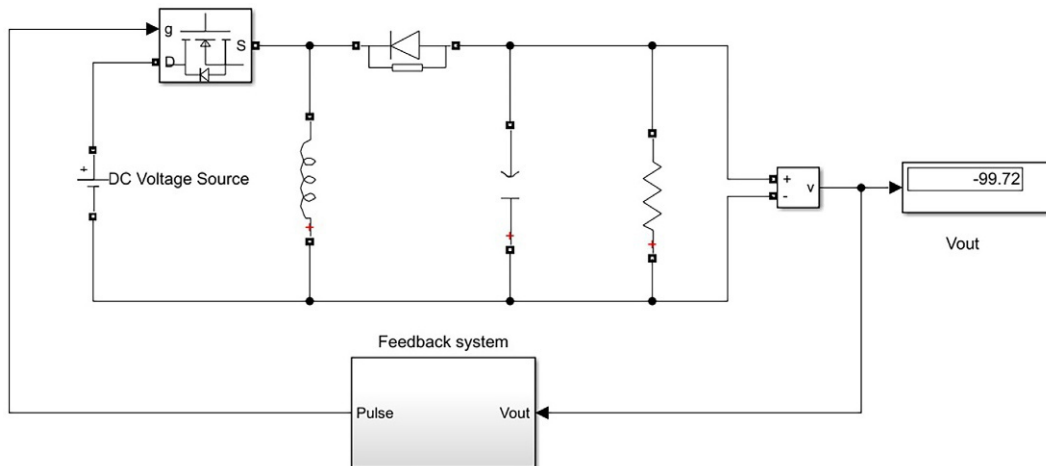 g
S
D
+
DC Voltage Source
+
+
+
+
-
v
-99.72
Vout
Feedback system
Pulse
Vout